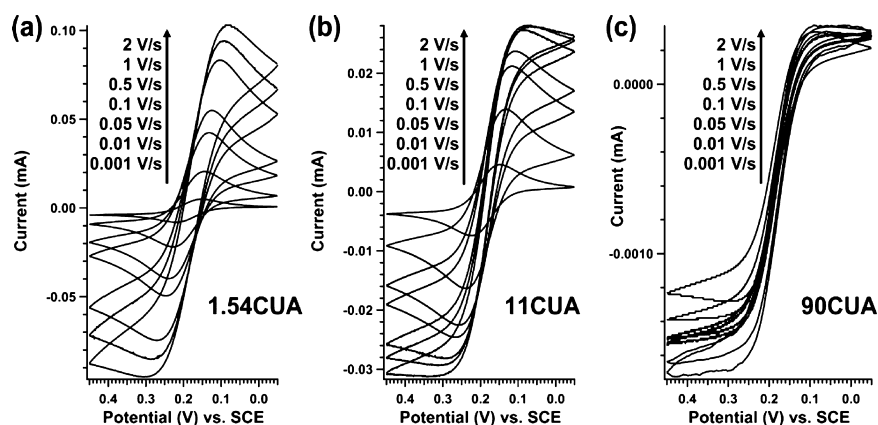 (a)
0.10
0.05
0.00
-0.05
Current (mA)
2 V/s
1 V/s
0.5 V/s
0.1 V/s
0.05 V/s
0.01 V/s
0.001 V/s
1.54CUA
0.4 0.3 0.2 0.1 0.0
Potential (V) vs. SCE
(b)
0.02
0.01
0.00
-0.01
-0.02
-0.03
Current (mA)
2 V/s
1 V/s
0.5 V/s
0.1 V/s
0.05 V/s
0.01 V/s
0.001 V/s
11CUA
0.4 0.3 0.2 0.1 0.0
Potential (V) vs. SCE
(c)
0.0000
-0.0010
Current (mA)
2 V/s
1 V/s
0.5 V/s
0.1 V/s
0.05 V/s
0.01 V/s
0.001 V/s
90CUA
0.4 0.3 0.2 0.1 0.0
Potential (V) vs. SCE